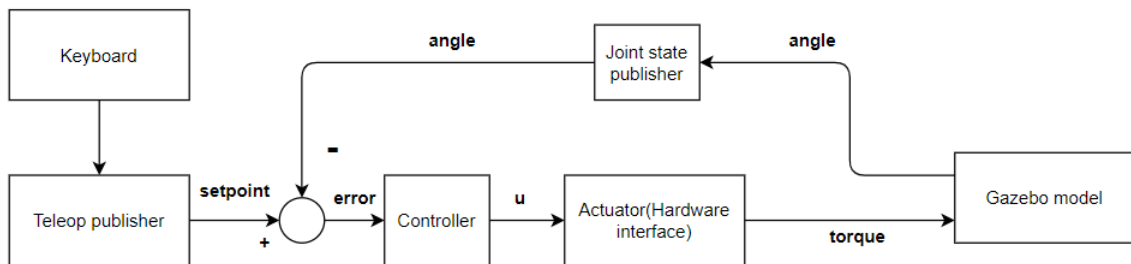 angle
angle
Keyboard
Joint state
publisher
-
setpoint
error
u
Teleop publisher
+
Controller
Actuator(Hardware
interface)
torque
Gazebo model